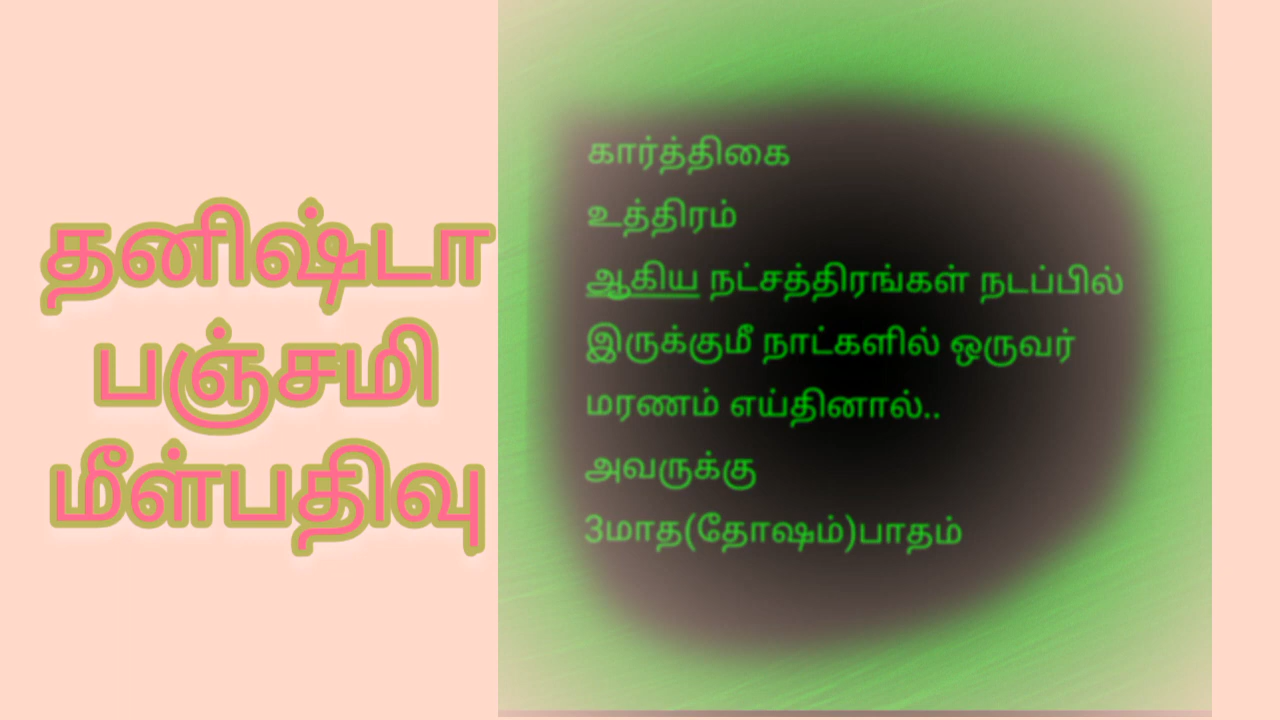 தனிஷ்டா
பஞ்சமி
மீள்பதிவு
கார்த்திகை
உத்திரம்
ஆகிய நட்சத்திரங்கள் நடப்பில்
இருக்குமீ நாட்களில் ஒருவர்
மரணம் எய்தினால்..
அவருக்கு
3மாத(தோஷம்)பாதம்